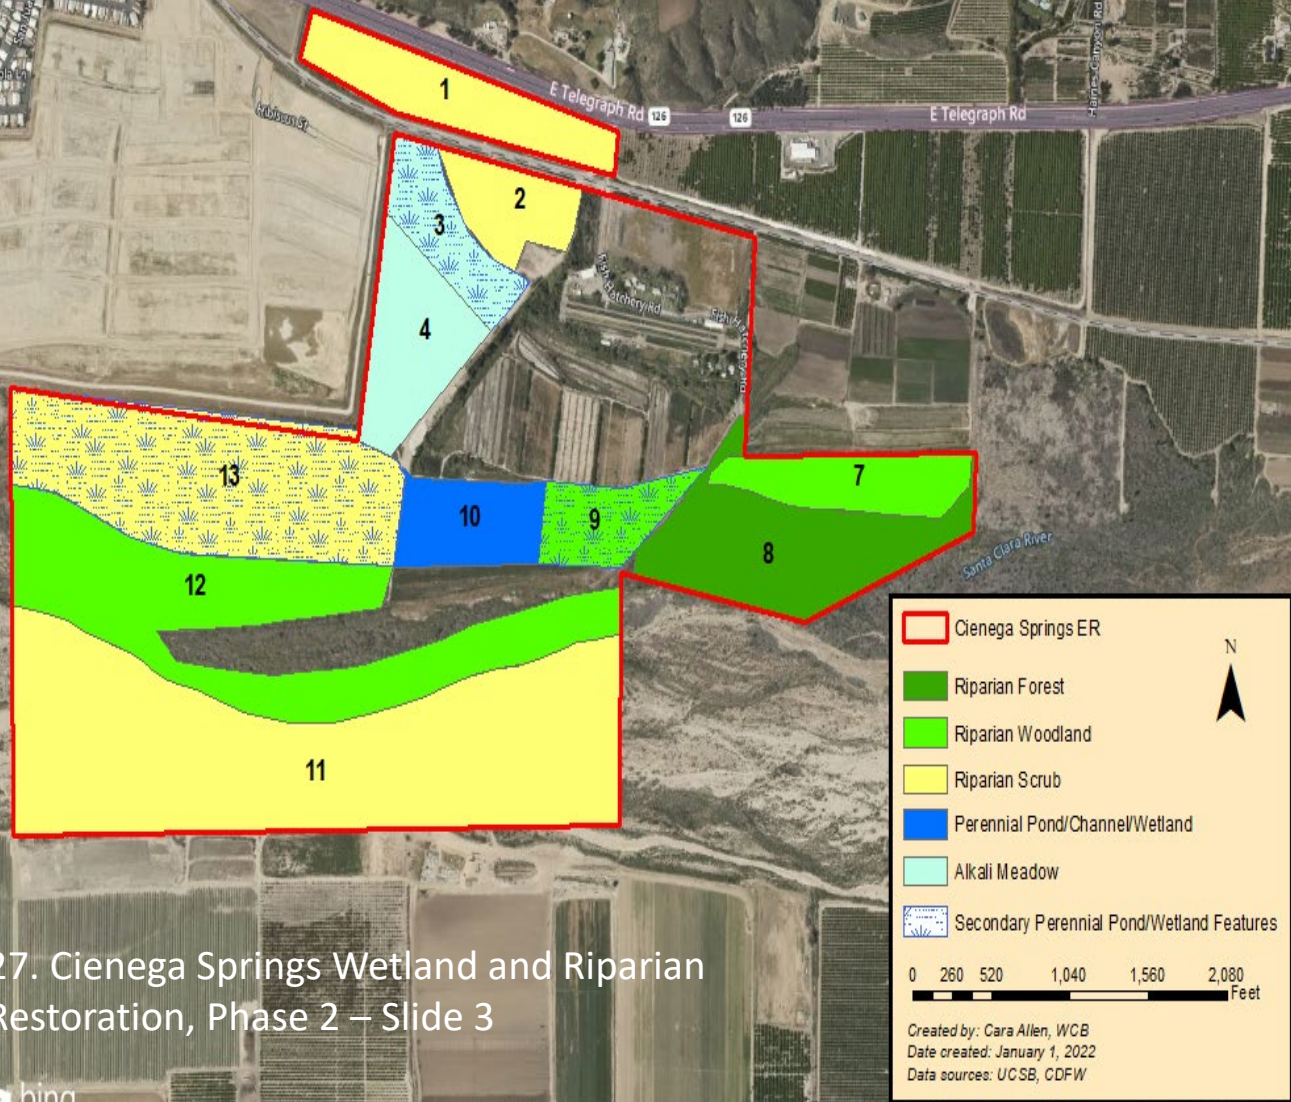 E Telegraph Rd
126
126
E Telegraph Rd
Haines Canyon Rd
Hibiscus St
1
2
3
Fish Hatchery Rd
4
Fish Hatchery Rd
13
7
10
9
8
Santa Clara River
12
11
Cienega Springs ER
N
Riparian Forest
Riparian Woodland
Riparian Scrub
Perennial Pond/Channel/Wetland
Alkali Meadow
Secondary Perennial Pond/Wetland Features
0 260 520 1,040 1,560 2,080
Feet
Created by: Cara Allen, WCB
Date created: January 1, 2022
Data sources: UCSB, CDFW
27. Cienega Springs Wetland and Riparian
Restoration, Phase 2 – Slide 3
bing